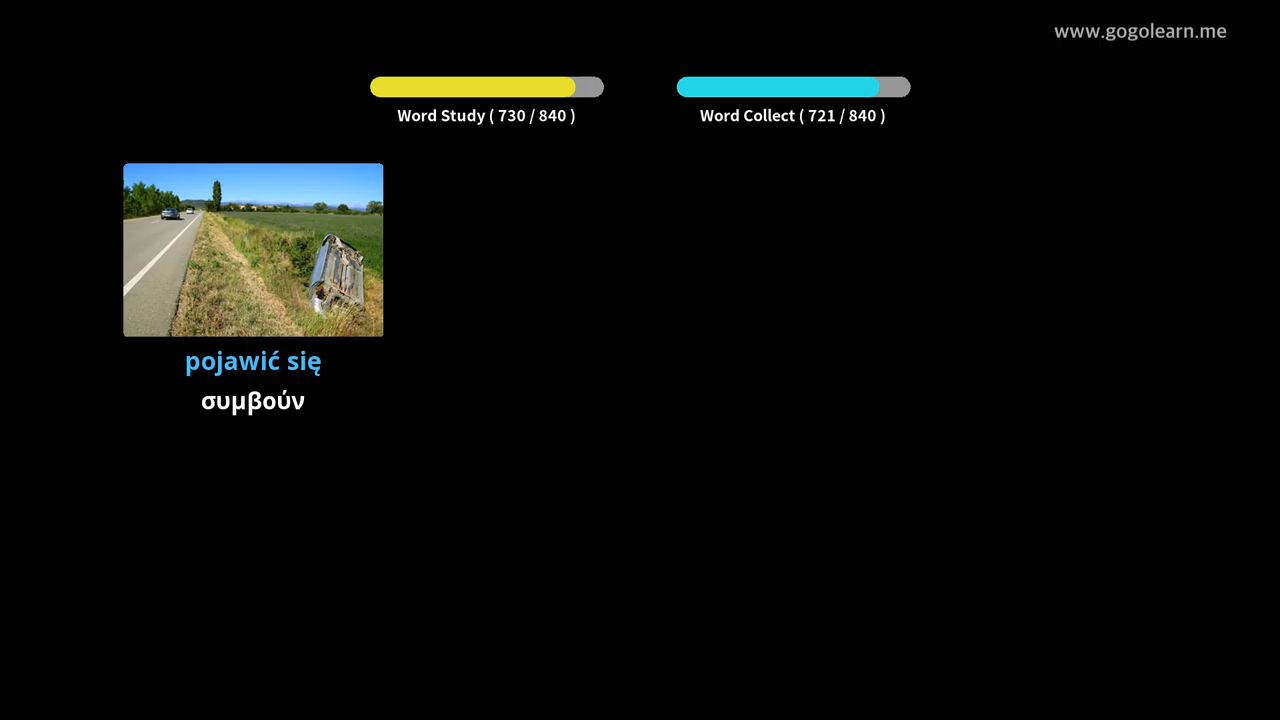 www.gogolearn.me
Word Study ( 730 / 840 )
Word Collect ( 721 / 840 )
pojawić się
συμβούν